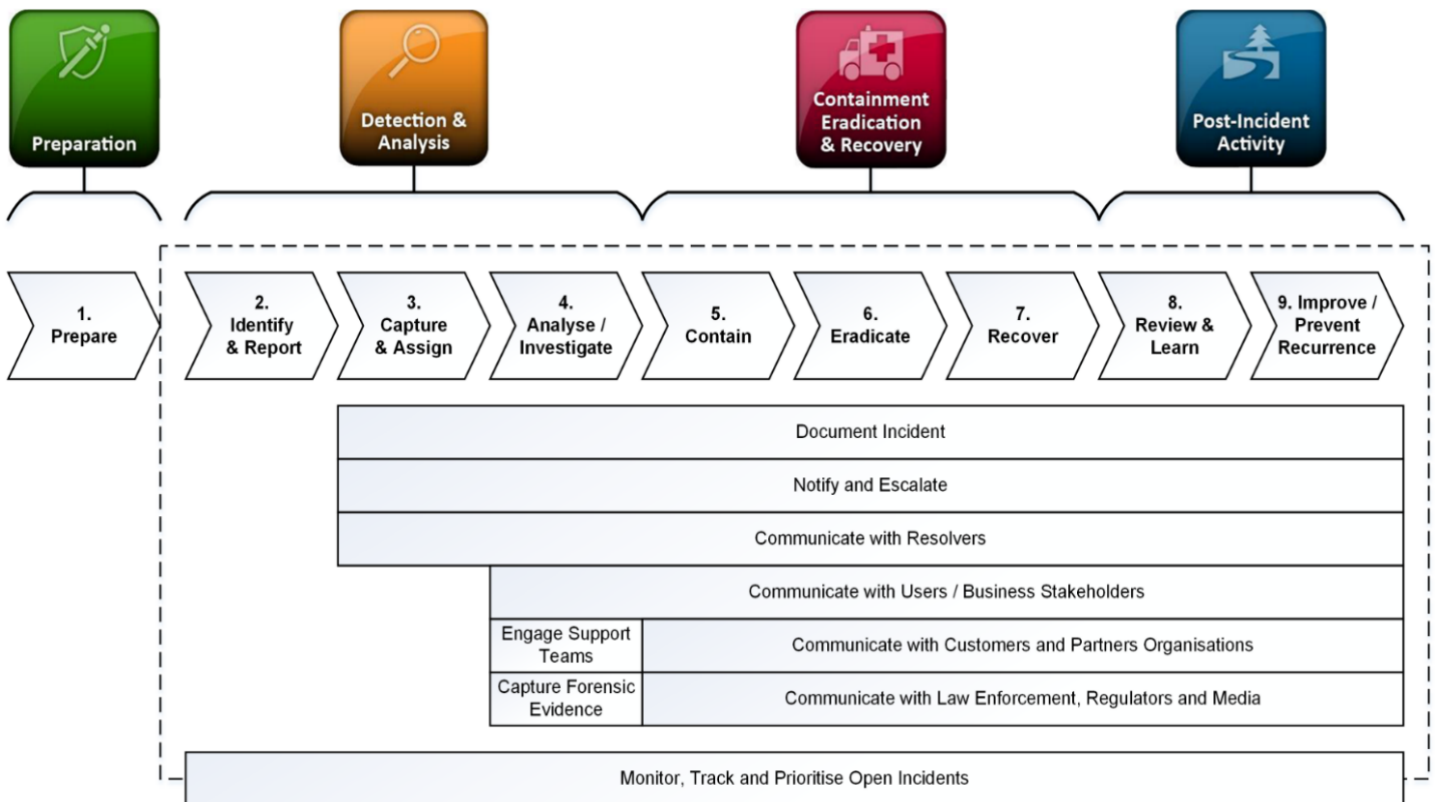 Preparation
Detection &
Analysis
Containment
Eradication
& Recovery
Post-Incident
Activity
1.
Prepare
2.
Identify
& Report
3.
Capture
& Assign
4.
Analyse /
Investigate
5.
Contain
6.
Eradicate
7.
Recover
8.
Review &
Learn
9. Improve /
Prevent
Recurrence
Document Incident
Notify and Escalate
Communicate with Resolvers
Communicate with Users / Business Stakeholders
Engage Support
Teams
Communicate with Customers and Partners Organisations
Capture Forensic
Evidence
Communicate with Law Enforcement, Regulators and Media
Monitor, Track and Prioritise Open Incidents